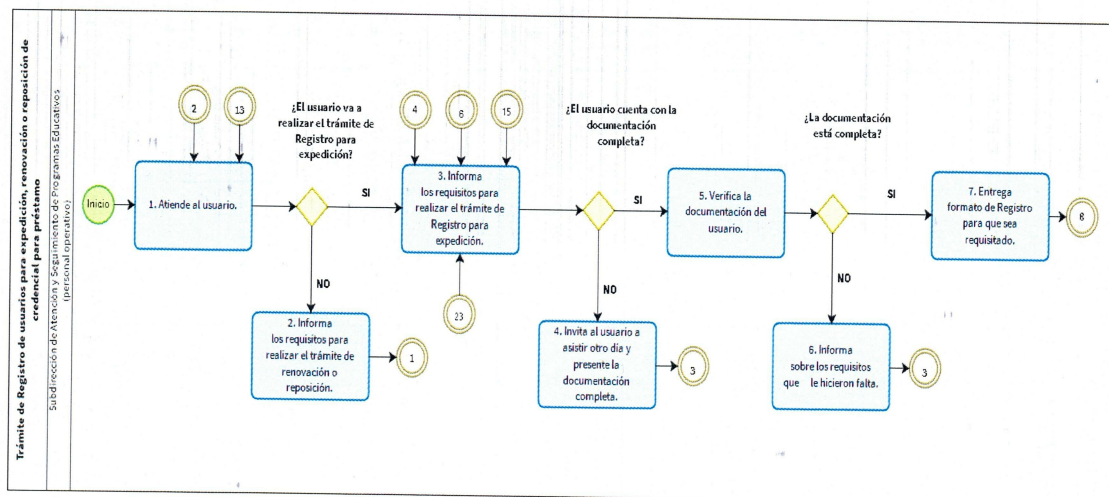 Trámite de Registro de usuarios para expedición, renovación o reposición de
credencial para préstamo
Subdirección de Atención y Seguimiento de Programas Educativos
(personal operativo)
Inicio
2
13
1. Atiende al usuario.
¿El usuario va a
realizar el trámite de
Registro para
expedición?
SI
NO
2. Informa
los requisitos para
realizar el trámite de
renovación o
reposición.
1
4
6
15
3. Informa
los requisitos para
realizar el trámite de
Registro para
expedición.
23
¿El usuario cuenta con la
documentación
completa?
SI
NO
4. Invita al usuario a
asistir otro día y
presente la
documentación
completa.
3
5. Verifica la
documentación del
usuario.
¿La documentación
está completa?
SI
NO
6. Informa
sobre los requisitos
que le hicieron falta.
3
7. Entrega
formato de Registro
para que sea
requisitado.
8